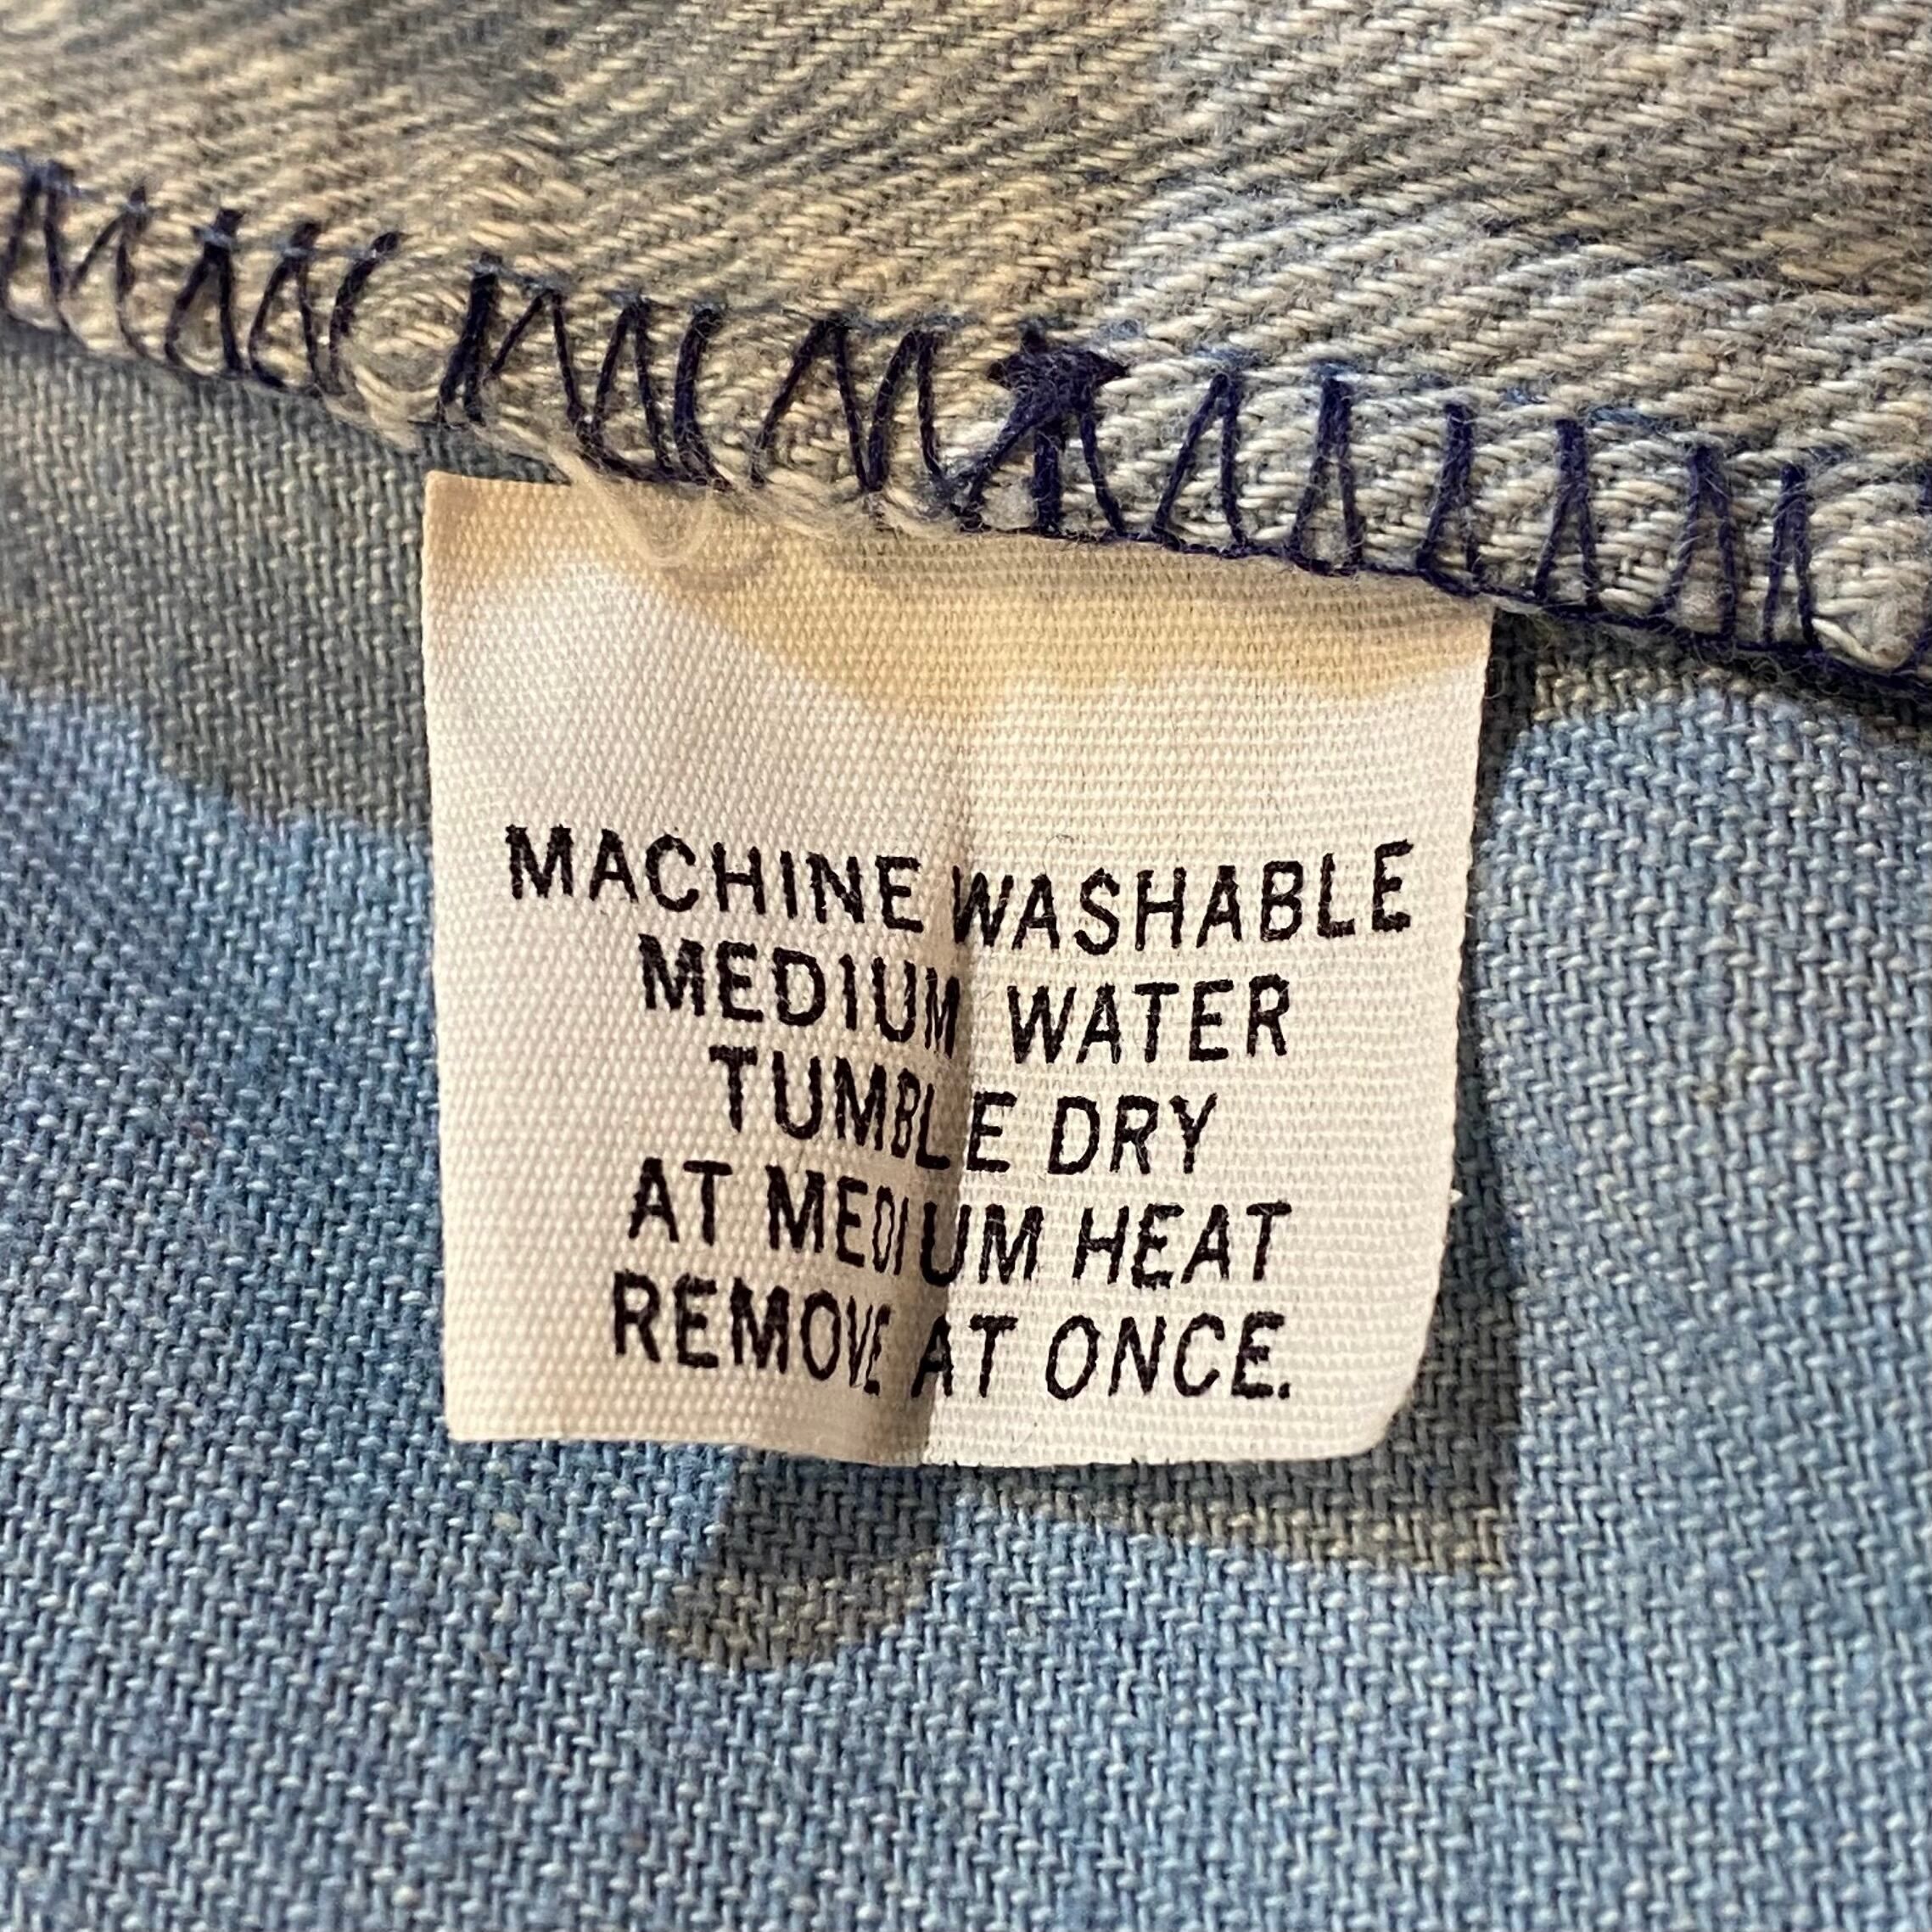 MACHINE WASHABLE
MEDIUM WATER
TUMBLE DRY
AT MEDIUM HEAT
REMOVE AT ONCE.